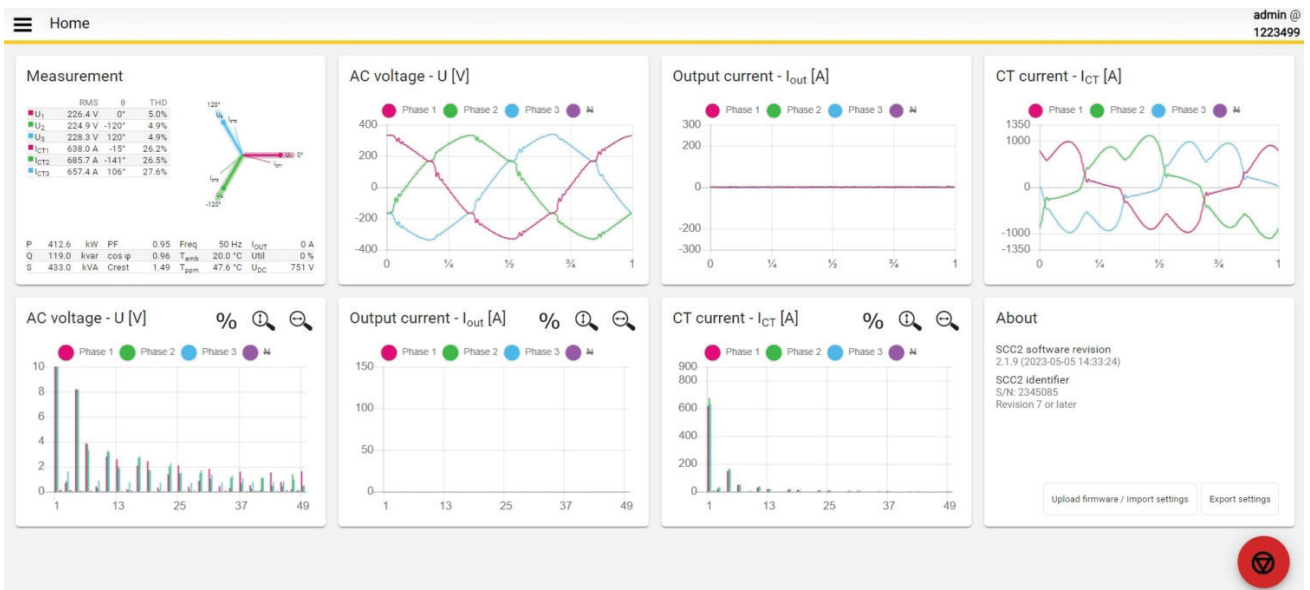 Home
admin @
1223499
Measurement
RMS θ THD
U1 226.4 V 0° 5.0%
U2 224.9 V -120° 4.9%
U3 228.3 V 120° 4.9%
ICT1 638.0 A -15° 26.2%
ICT2 685.7 A -141° 26.5%
ICT3 657.4 A 106° 27.6%
120°
U3
ICT3
0°
ICT1
ICT2
U2
-120°
P 412.6 kW PF 0.95 Freq 50 Hz IOUT 0 A
Q 119.0 kvar cos φ 0.96 Tamb 20.0 °C Util 0 %
S 433.0 kVA Crest 1.49 Tppm 47.6 °C UDC 751 V
AC voltage - U [V]
Phase 1 Phase 2 Phase 3 N
400
200
0
-200
-400
0 ¼ ½ ¾ 1
Output current - Iout [A]
Phase 1 Phase 2 Phase 3 N
300
200
0
-200
-300
0 ¼ ½ ¾ 1
CT current - ICT [A]
Phase 1 Phase 2 Phase 3 N
1350
1000
0
-1000
-1350
0 ¼ ½ ¾ 1
AC voltage - U [V] %
Phase 1 Phase 2 Phase 3 N
10
8
6
4
2
0
1 13 25 37 49
Output current - Iout [A] %
Phase 1 Phase 2 Phase 3 N
150
100
50
0
1 13 25 37 49
CT current - ICT [A] %
Phase 1 Phase 2 Phase 3 N
900
800
600
400
200
0
1 13 25 37 49
About
SCC2 software revision
2.1.9 (2023-05-05 14:33:24)
SCC2 identifier
S/N: 2345085
Revision 7 or later
Upload firmware / Import settings Export settings